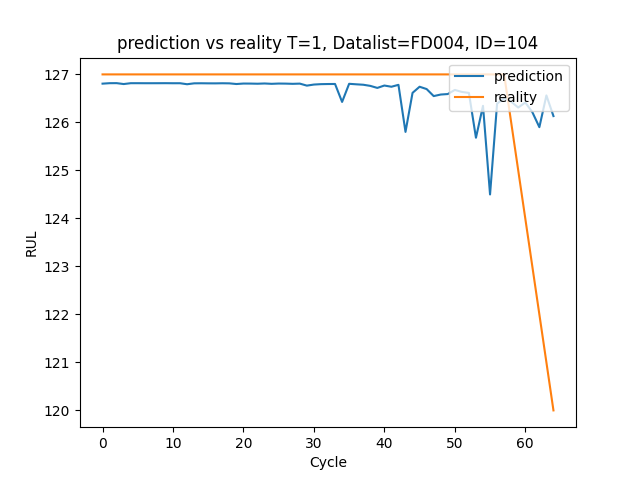 prediction vs reality T=1, Datalist=FD004, ID=104
prediction
reality
127
126
125
124
123
122
121
120
RUL
0 10 20 30 40 50 60
Cycle